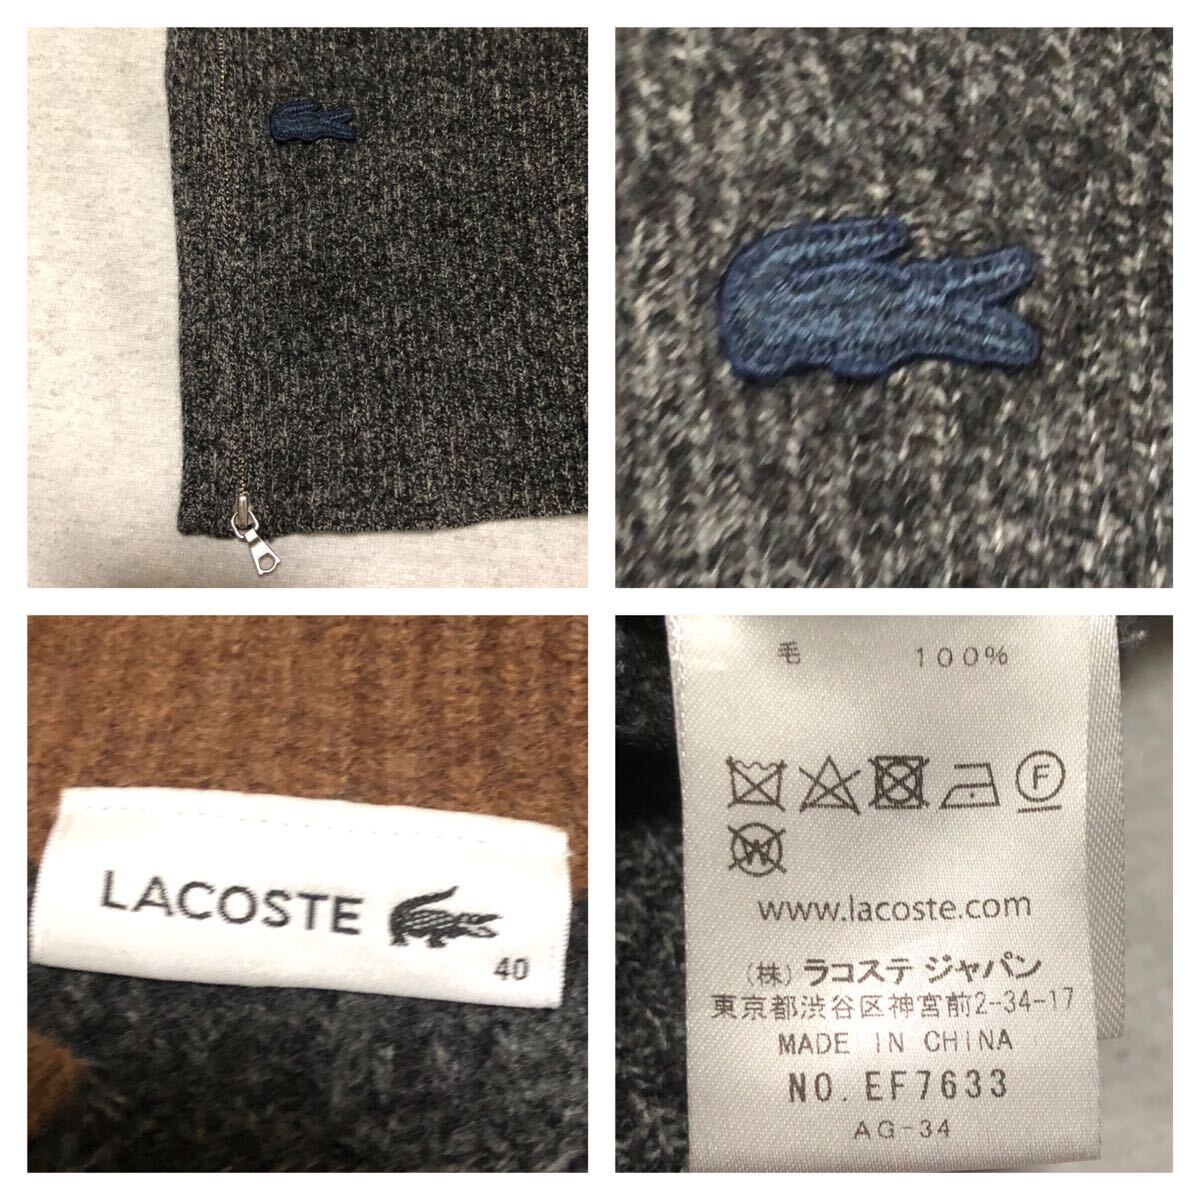 LACOSTE
40
毛 100%
F
W
www.lacoste.com
(株) ラコステ ジャパン
東京都渋谷区神宮前2-34-17
MADE IN CHINA
NO. EF7633
AG-34